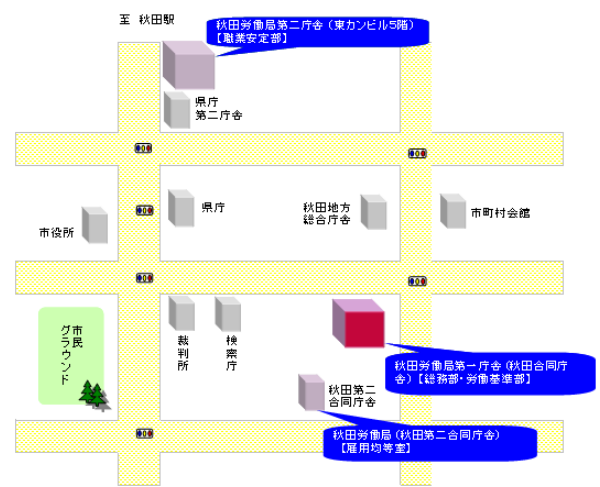 至 秋田駅
秋田労働局第二庁舎（東カンビル5階）
【職業安定部】
県庁
第二庁舎
県庁
秋田地方
総合庁舎
市町村会館
市役所
市民
グラウンド
裁判所
検察庁
秋田労働局第一庁舎（秋田合同庁
舎）【総務部・労働基準部】
秋田第二
合同庁舎
秋田労働局（秋田第二合同庁舎）
【雇用均等室】